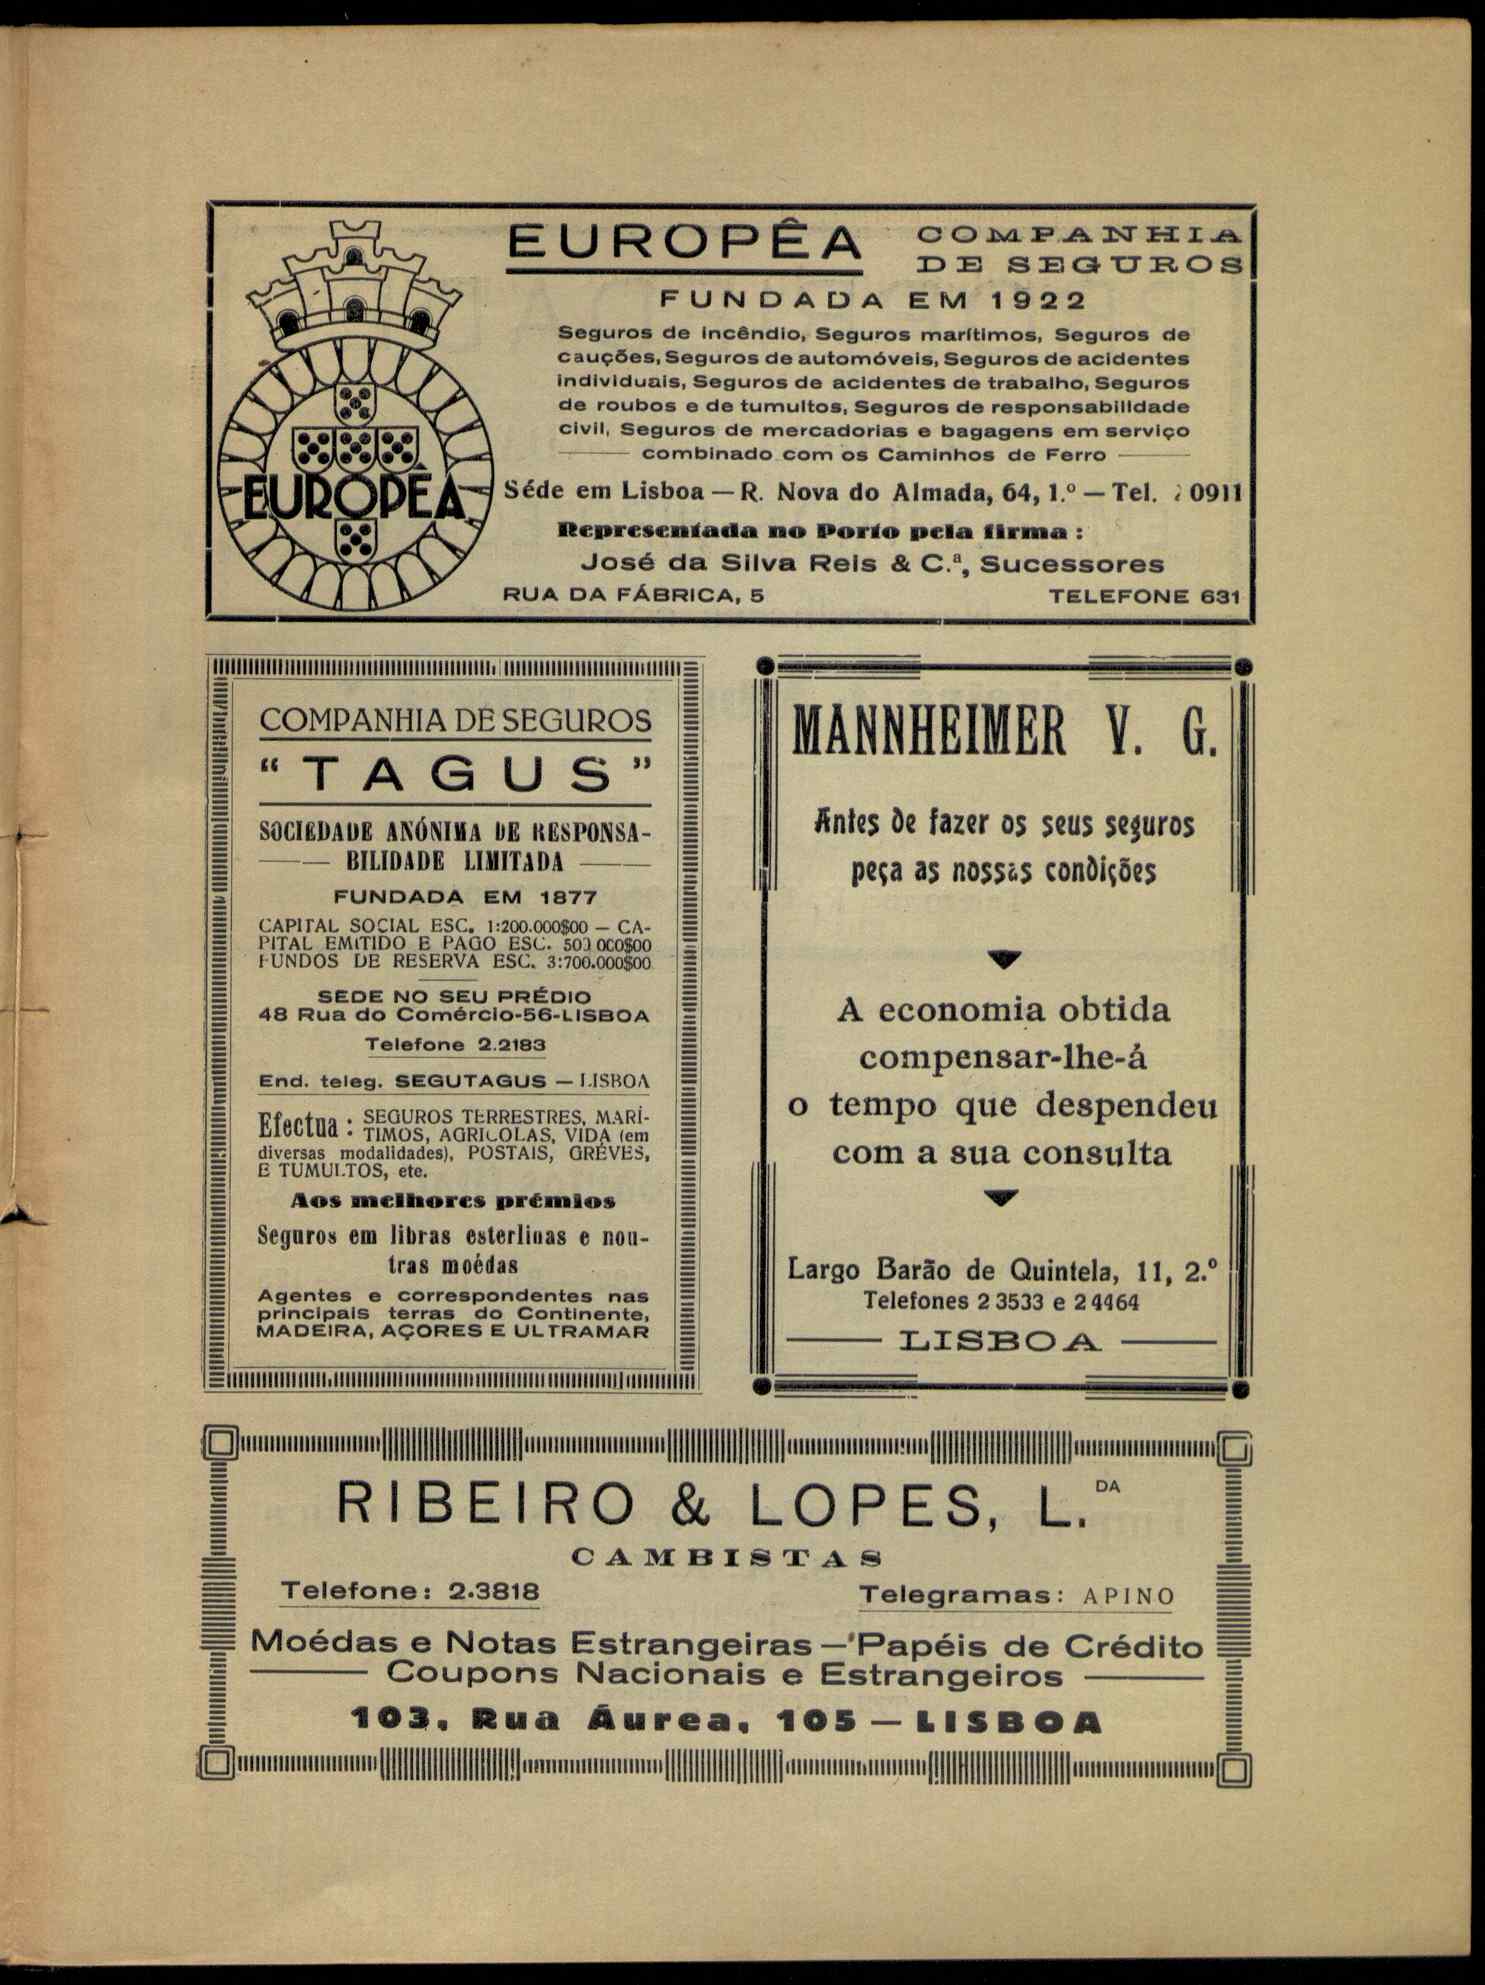 EUROPÊA
COMPANHIA
DE SEGUROS
FUNDADA EM 1922
Seguros de incêndio, Seguros marítimos, Seguros de
cauções, Seguros de automóveis, Seguros de acidentes
individuais, Seguros de acidentes de trabalho, Seguros
de roubos e de tumultos, Seguros de responsabilidade
civil, Seguros de mercadorias e bagagens em serviço
combinado com os Caminhos de Ferro
EUROPÊA
Séde em Lisboa — R. Nova do Almada, 64, 1.º — Tel. 0911
Representada no Porto pela firma :
José da Silva Reis & C.ª, Sucessores
RUA DA FÁBRICA, 5 TELEFONE 631
COMPANHIA DE SEGUROS
“TAGUS”
SOCIEDADE ANÓNIMA DE RESPONSA-
BILIDADE LIMITADA
FUNDADA EM 1877
CAPITAL SOCIAL ESC. 1:200.000$00 — CA-
PITAL EMITIDO E PAGO ESC. 500.000$00
FUNDOS DE RESERVA ESC. 3:700.000$00
SEDE NO SEU PRÉDIO
48 Rua do Comércio-56-LISBOA
Telefone 2.2183
End. teleg. SEGUTAGUS — LISBOA
Efectua : SEGUROS TERRESTRES, MARÍ-
TIMOS, AGRICOLAS, VIDA (em
diversas modalidades), POSTAIS, GRÉVES,
E TUMULTOS, ete.
Aos melhores prémios
Seguros em libras esterlinas e nou-
tras moédas
Agentes e correspondentes nas
principais terras do Continente,
MADEIRA, AÇORES E ULTRAMAR
MANNHEIMER V. G.
Antes de fazer os seus seguros
peça as nossas condições
A economia obtida
compensar-lhe-á
o tempo que despendeu
com a sua consulta
Largo Barão de Quintela, 11, 2.º
Telefones 2 3533 e 2 4464
LISBOA
RIBEIRO & LOPES, L.DA
CAMBISTAS
Telefone: 2.3818 Telegramas: APINO
Moédas e Notas Estrangeiras — Papéis de Crédito
Coupons Nacionais e Estrangeiros
103, Rua Áurea, 105 — LISBOA